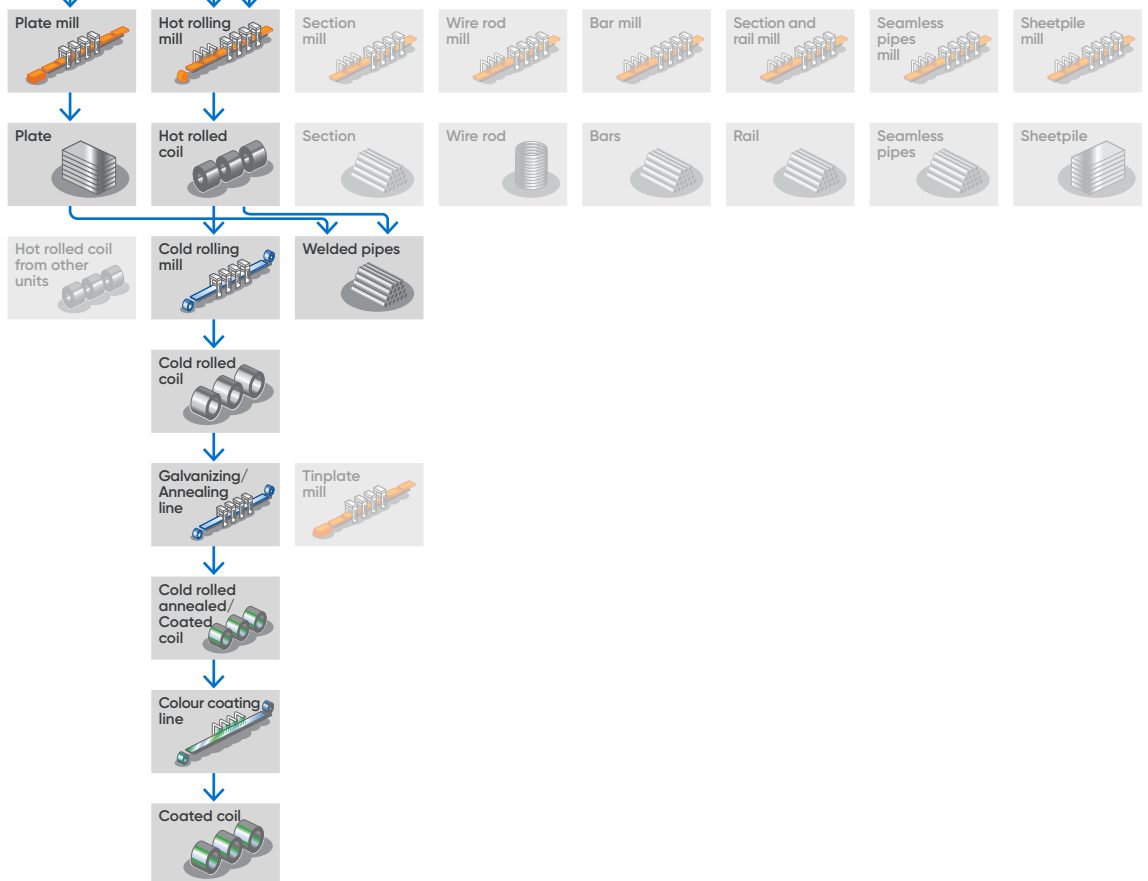 Plate mill
Hot rolling
mill
Section
mill
Wire rod
mill
Bar mill
Section and
rail mill
Seamless
pipes
mill
Sheetpile
mill
Plate
Hot rolled
coil
Section
Wire rod
Bars
Rail
Seamless
pipes
Sheetpile
Hot rolled coil
from other
units
Cold rolling
mill
Welded pipes
Cold rolled
coil
Galvanizing/
Annealing
line
Tinplate
mill
Cold rolled
annealed/
Coated
coil
Colour coating
line
Coated coil